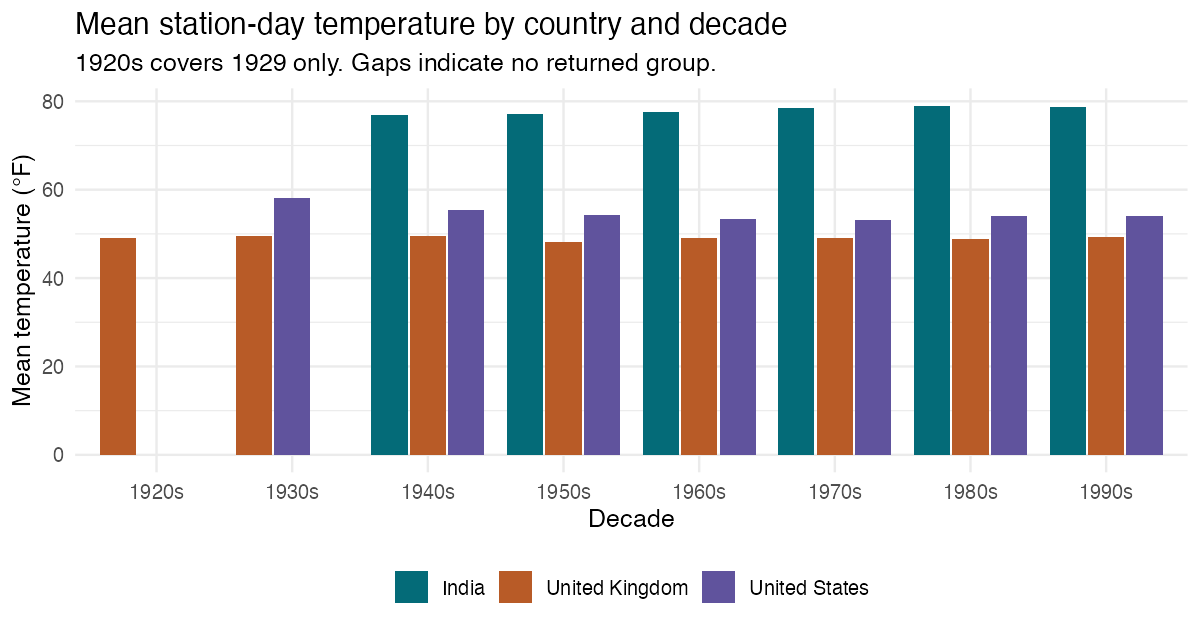 Mean station-day temperature by country and decade
1920s covers 1929 only. Gaps indicate no returned group.
Mean temperature (°F)
80
60
40
20
0
1920s 1930s 1940s 1950s 1960s 1970s 1980s 1990s
Decade
India United Kingdom United States